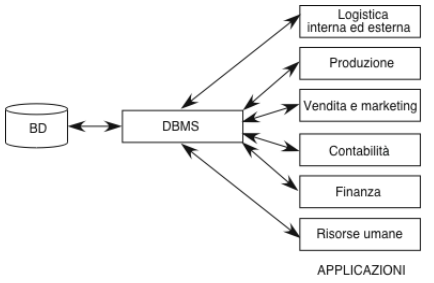 Logistica
interna ed esterna
Produzione
Vendita e marketing
BD
DBMS
Contabilità
Finanza
Risorse umane
APPLICAZIONI